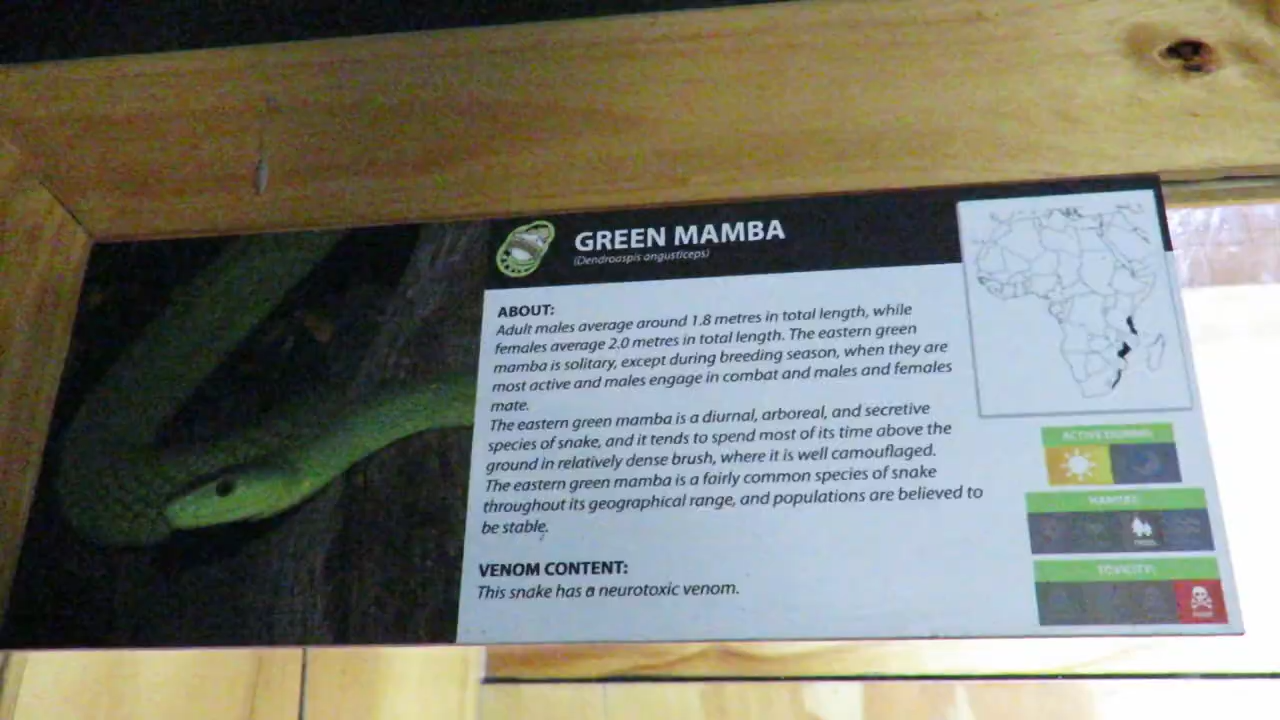 GREEN MAMBA
(Dendroaspis angusticeps)
ABOUT:
Adult males average around 1.8 metres in total length, while
females average 2.0 metres in total length. The eastern green
mamba is solitary, except during breeding season, when they are
most active and males engage in combat and males and females
mate.
The eastern green mamba is a diurnal, arboreal, and secretive
species of snake, and it tends to spend most of its time above the
ground in relatively dense brush, where it is well camouflaged.
The eastern green mamba is a fairly common species of snake
throughout its geographical range, and populations are believed to
be stable.
VENOM CONTENT:
This snake has a neurotoxic venom.
ACTIVE DURING:
HABITAT:
TOXICITY: